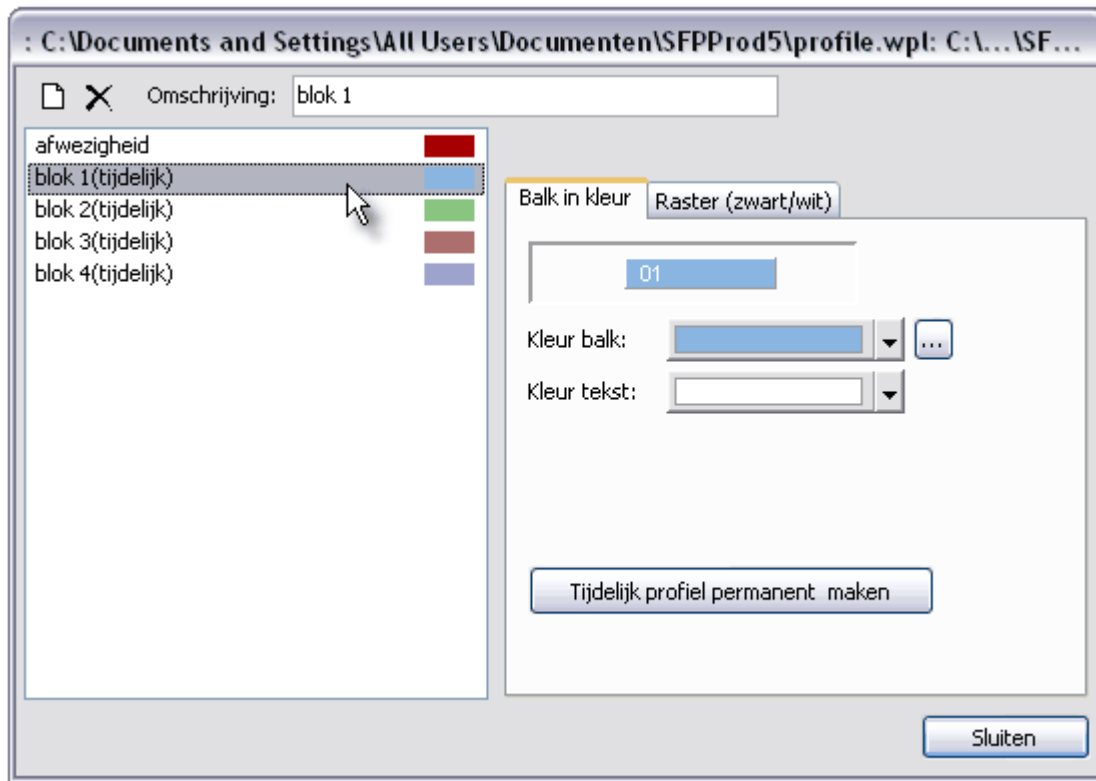 : C:\Documents and Settings\All Users\Documenten\SFPProd5\profile.wpl: C:\...\SF...
Omschrijving: blok 1
afwezigheid
blok 1(tijdelijk)
blok 2(tijdelijk)
blok 3(tijdelijk)
blok 4(tijdelijk)
Balk in kleur Raster (zwart/wit)
01
Kleur balk: ...
Kleur tekst:
Tijdelijk profiel permanent maken
Sluiten